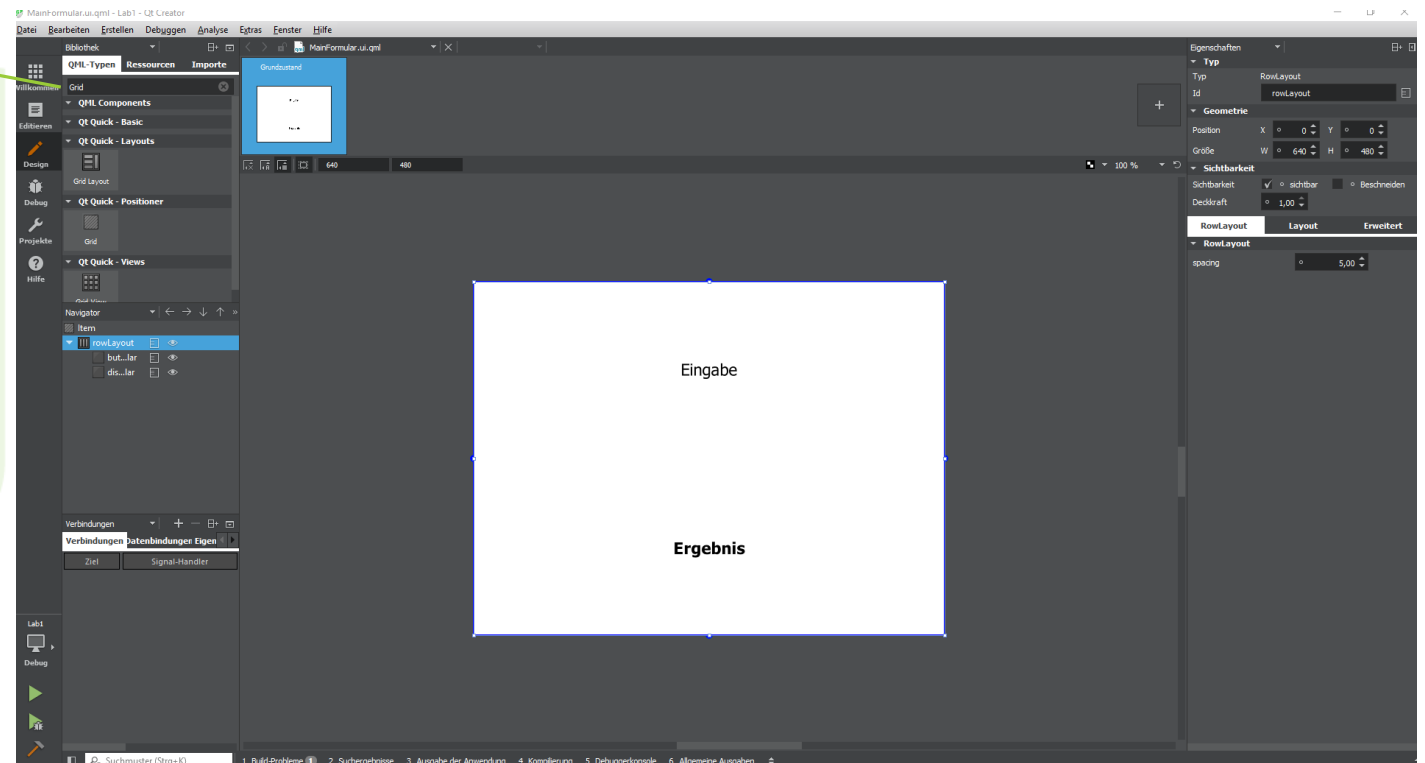 MainFormular.ui.qml - Lab1 - Qt Creator
Datei Bearbeiten Erstellen Debuggen Analyse Extras Fenster Hilfe
Bibliothek
MainFormular.ui.qml
Eigenschaften
QML-Typen Ressourcen Importe
Grid
QML Components
Qt Quick - Basic
Qt Quick - Layouts
Grid Layout
Qt Quick - Positioner
Grid
Qt Quick - Views
Grid View
Willkommen
Editieren
Design
Debug
Projekte
Hilfe
Grundzustand
640 480
100 %
Typ
Typ RowLayout
Id rowLayout
Geometrie
Position X 0 Y 0
Größe W 640 H 480
Sichtbarkeit
Sichtbarkeit sichtbar Beschneiden
Deckkraft 1,00
RowLayout Layout Erweitert
RowLayout
spacing 5,00
Navigator
Item
rowLayout
but...lar
dis...lar
Eingabe
Ergebnis
Verbindungen
Verbindungen Datenbindungen Eigen
Ziel Signal-Handler
Lab1
Debug
Suchmuster (Strg+K)
1 Build-Probleme 1 2 Suchergebnisse 3 Ausgabe der Anwendung 4 Kompilierung 5 Debuggerkonsole 6 Allgemeine Ausgaben